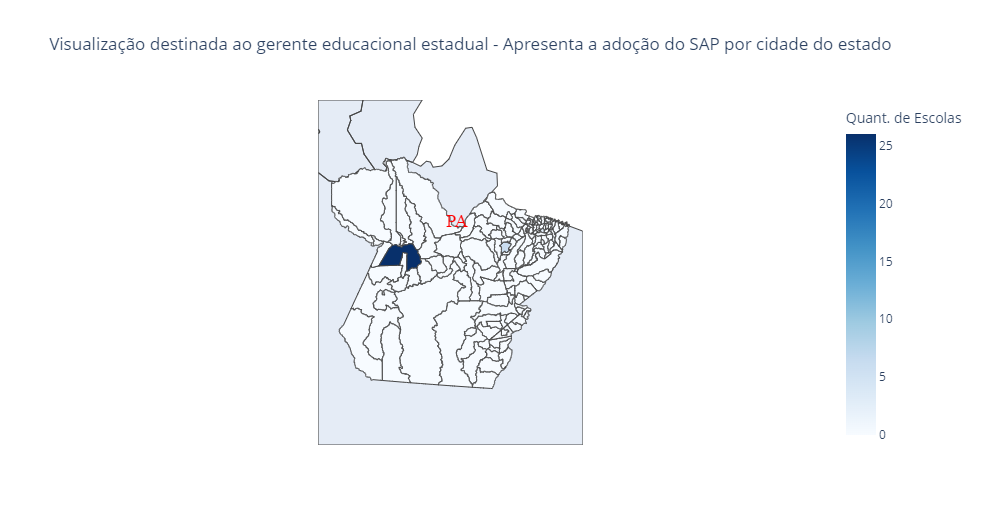 Visualização destinada ao gerente educacional estadual - Apresenta a adoção do SAP por cidade do estado
Quant. de Escolas
25
20
15
10
5
0
PA